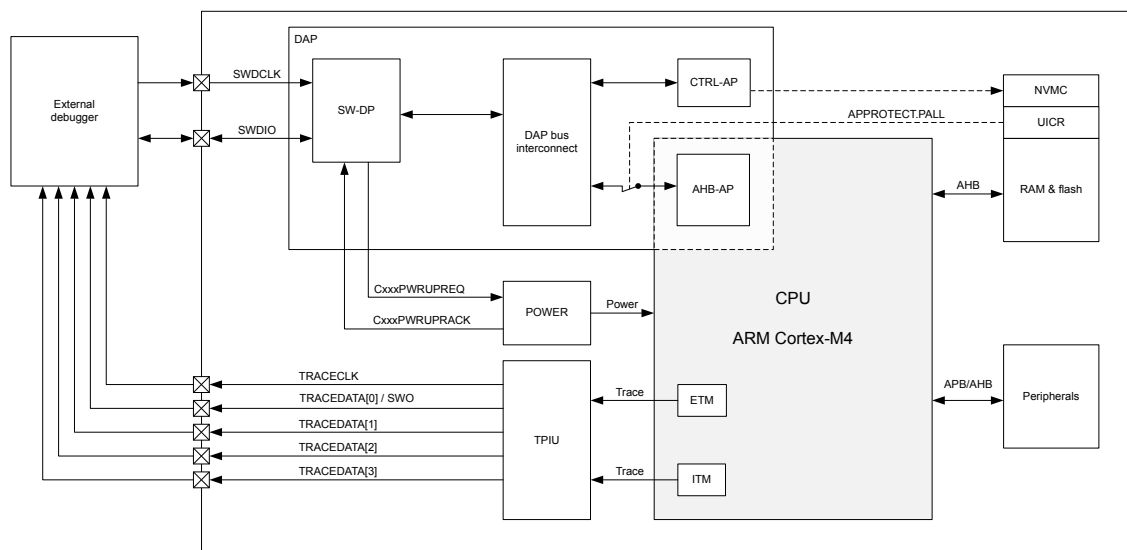 DAP
External
debugger
SWDCLK
SWDIO
SW-DP
DAP bus
interconnect
CTRL-AP
AHB-AP
NVMC
UICR
APPROTECT.PALL
RAM & flash
AHB
CxxxPWRUPREQ
CxxxPWRUPRACK
POWER
Power
CPU
ARM Cortex-M4
TRACECLK
TRACEDATA[0] / SWO
TRACEDATA[1]
TRACEDATA[2]
TRACEDATA[3]
TPIU
Trace
ETM
Trace
ITM
APB/AHB
Peripherals